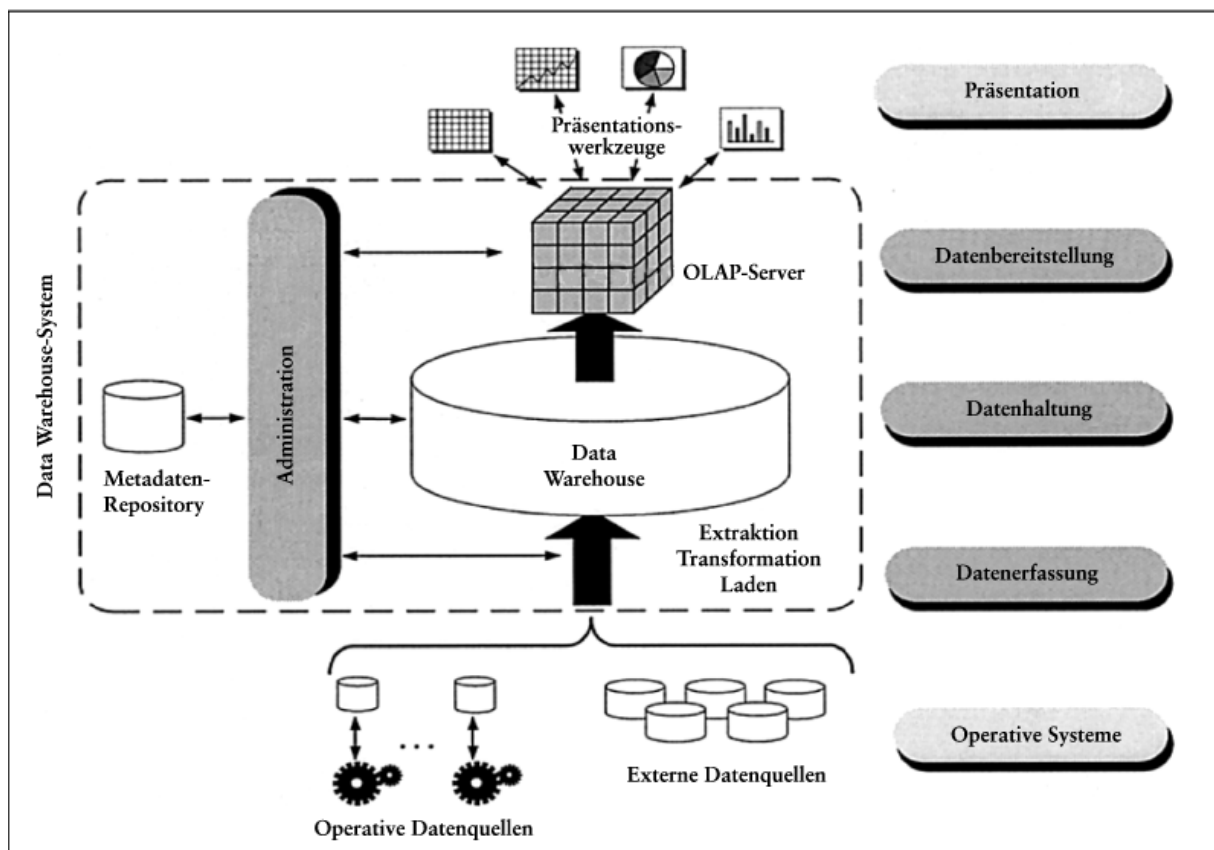 Präsentation
Präsentations-
werkzeuge
Datenbereitstellung
OLAP-Server
Data Warehouse-System
Administration
Datenhaltung
Data
Warehouse
Metadaten-
Repository
Extraktion
Transformation
Laden
Datenerfassung
Operative Systeme
Externe Datenquellen
Operative Datenquellen